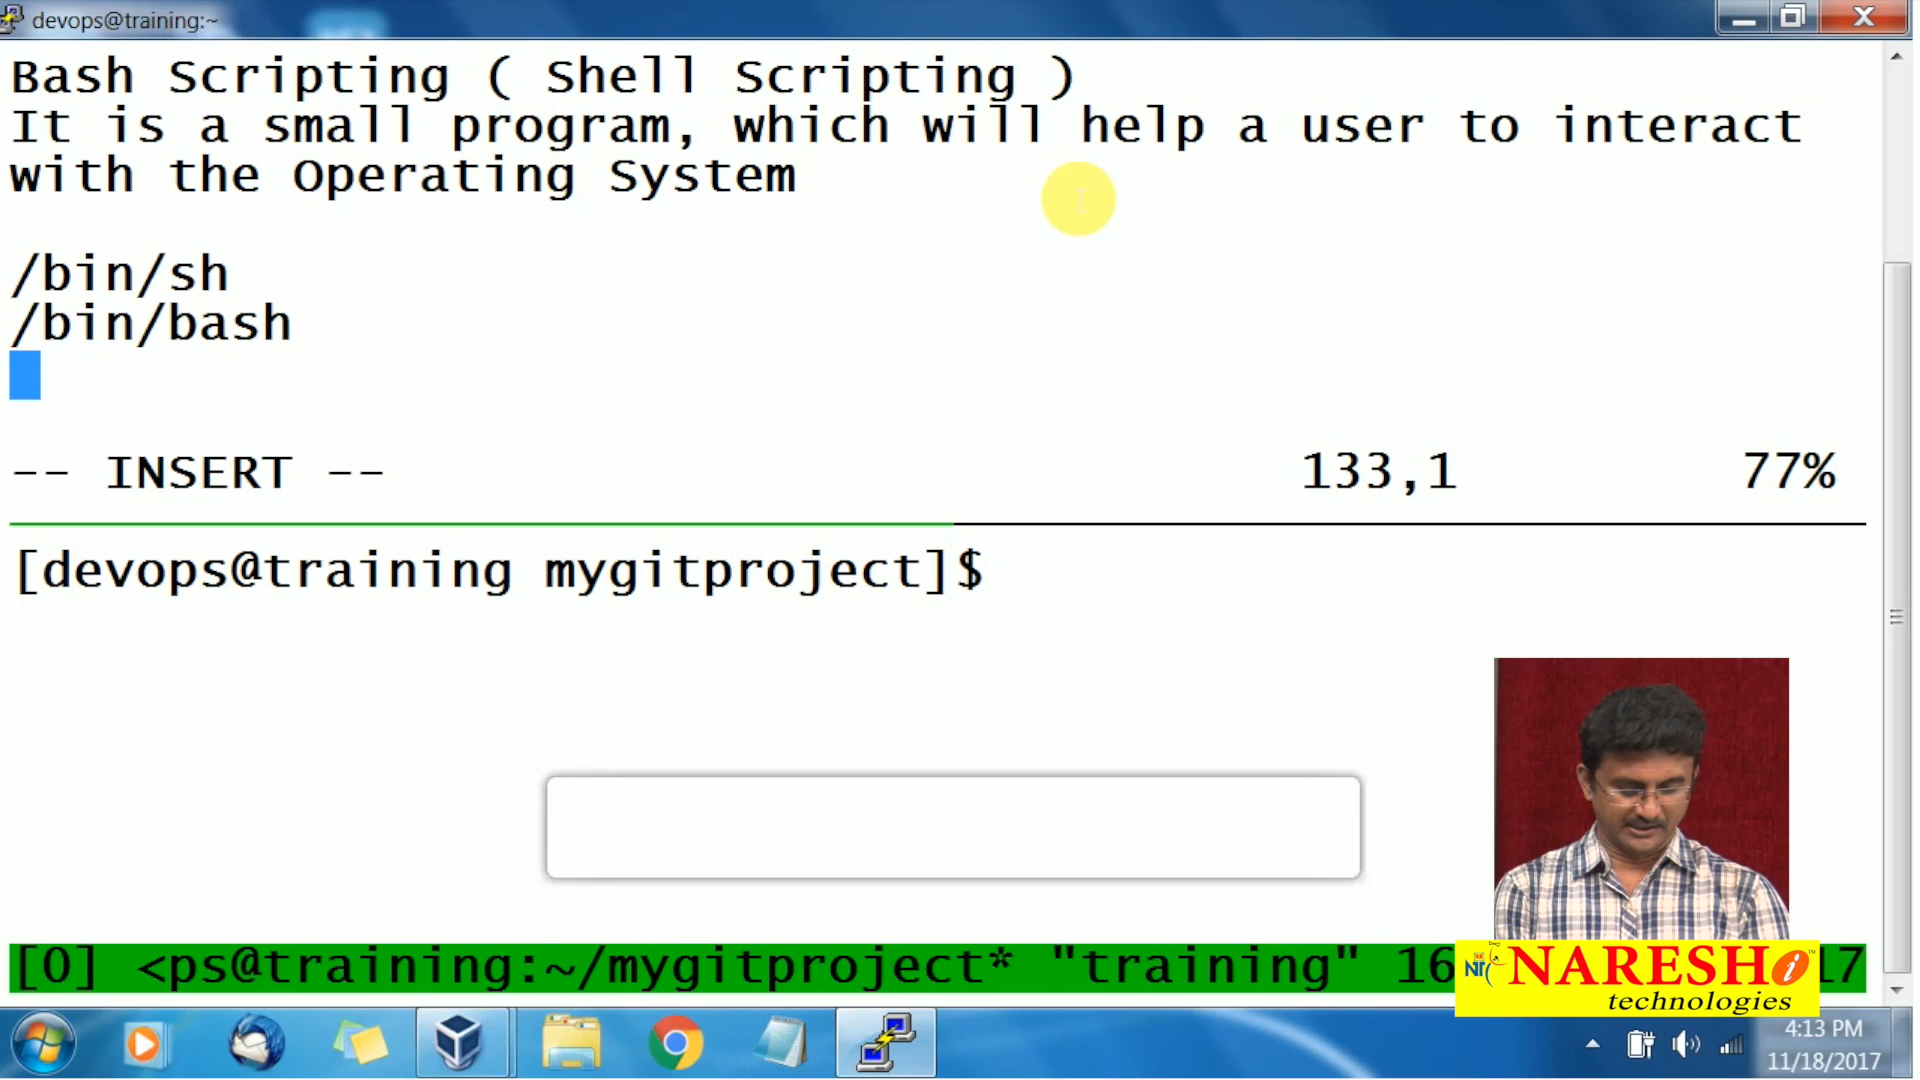 devops@training:~
Bash Scripting ( Shell Scripting )
It is a small program, which will help a user to interact
with the Operating System
/bin/sh
/bin/bash
-- INSERT --    133,1    77%
[devops@training mygitproject]$
[0] <ps@training:~/mygitproject* "training" 16
17
NARESHi
technologies
4:13 PM
11/18/2017